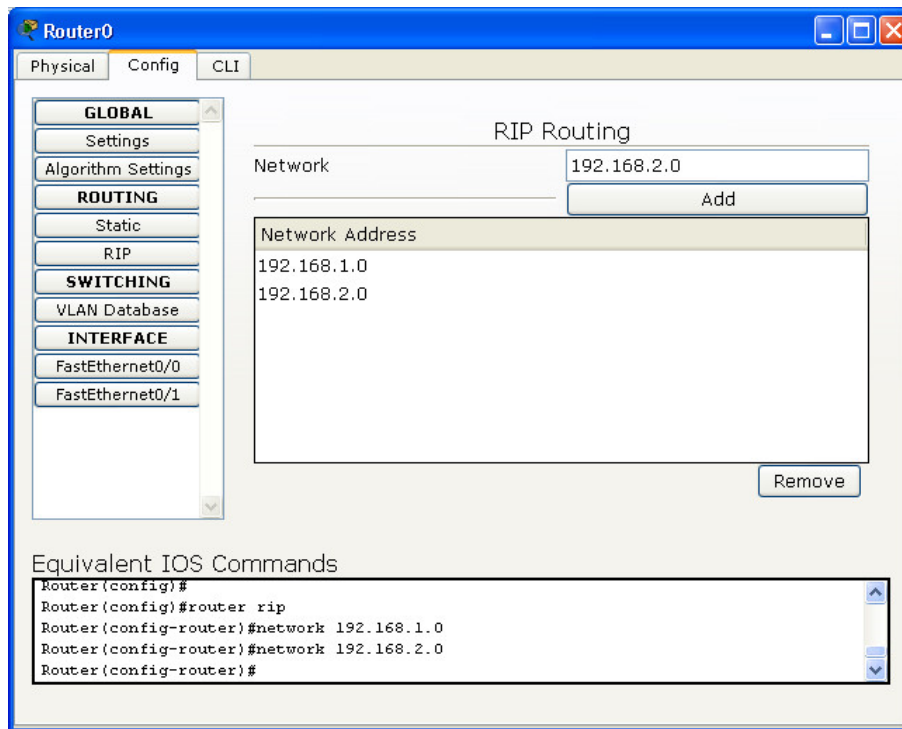 Router0
Physical Config CLI
GLOBAL
Settings
Algorithm Settings
ROUTING
Static
RIP
SWITCHING
VLAN Database
INTERFACE
FastEthernet0/0
FastEthernet0/1
RIP Routing
Network 192.168.2.0
Add
Network Address
192.168.1.0
192.168.2.0
Remove
Equivalent IOS Commands
Router(config)#
Router(config)#router rip
Router(config-router)#network 192.168.1.0
Router(config-router)#network 192.168.2.0
Router(config-router)#